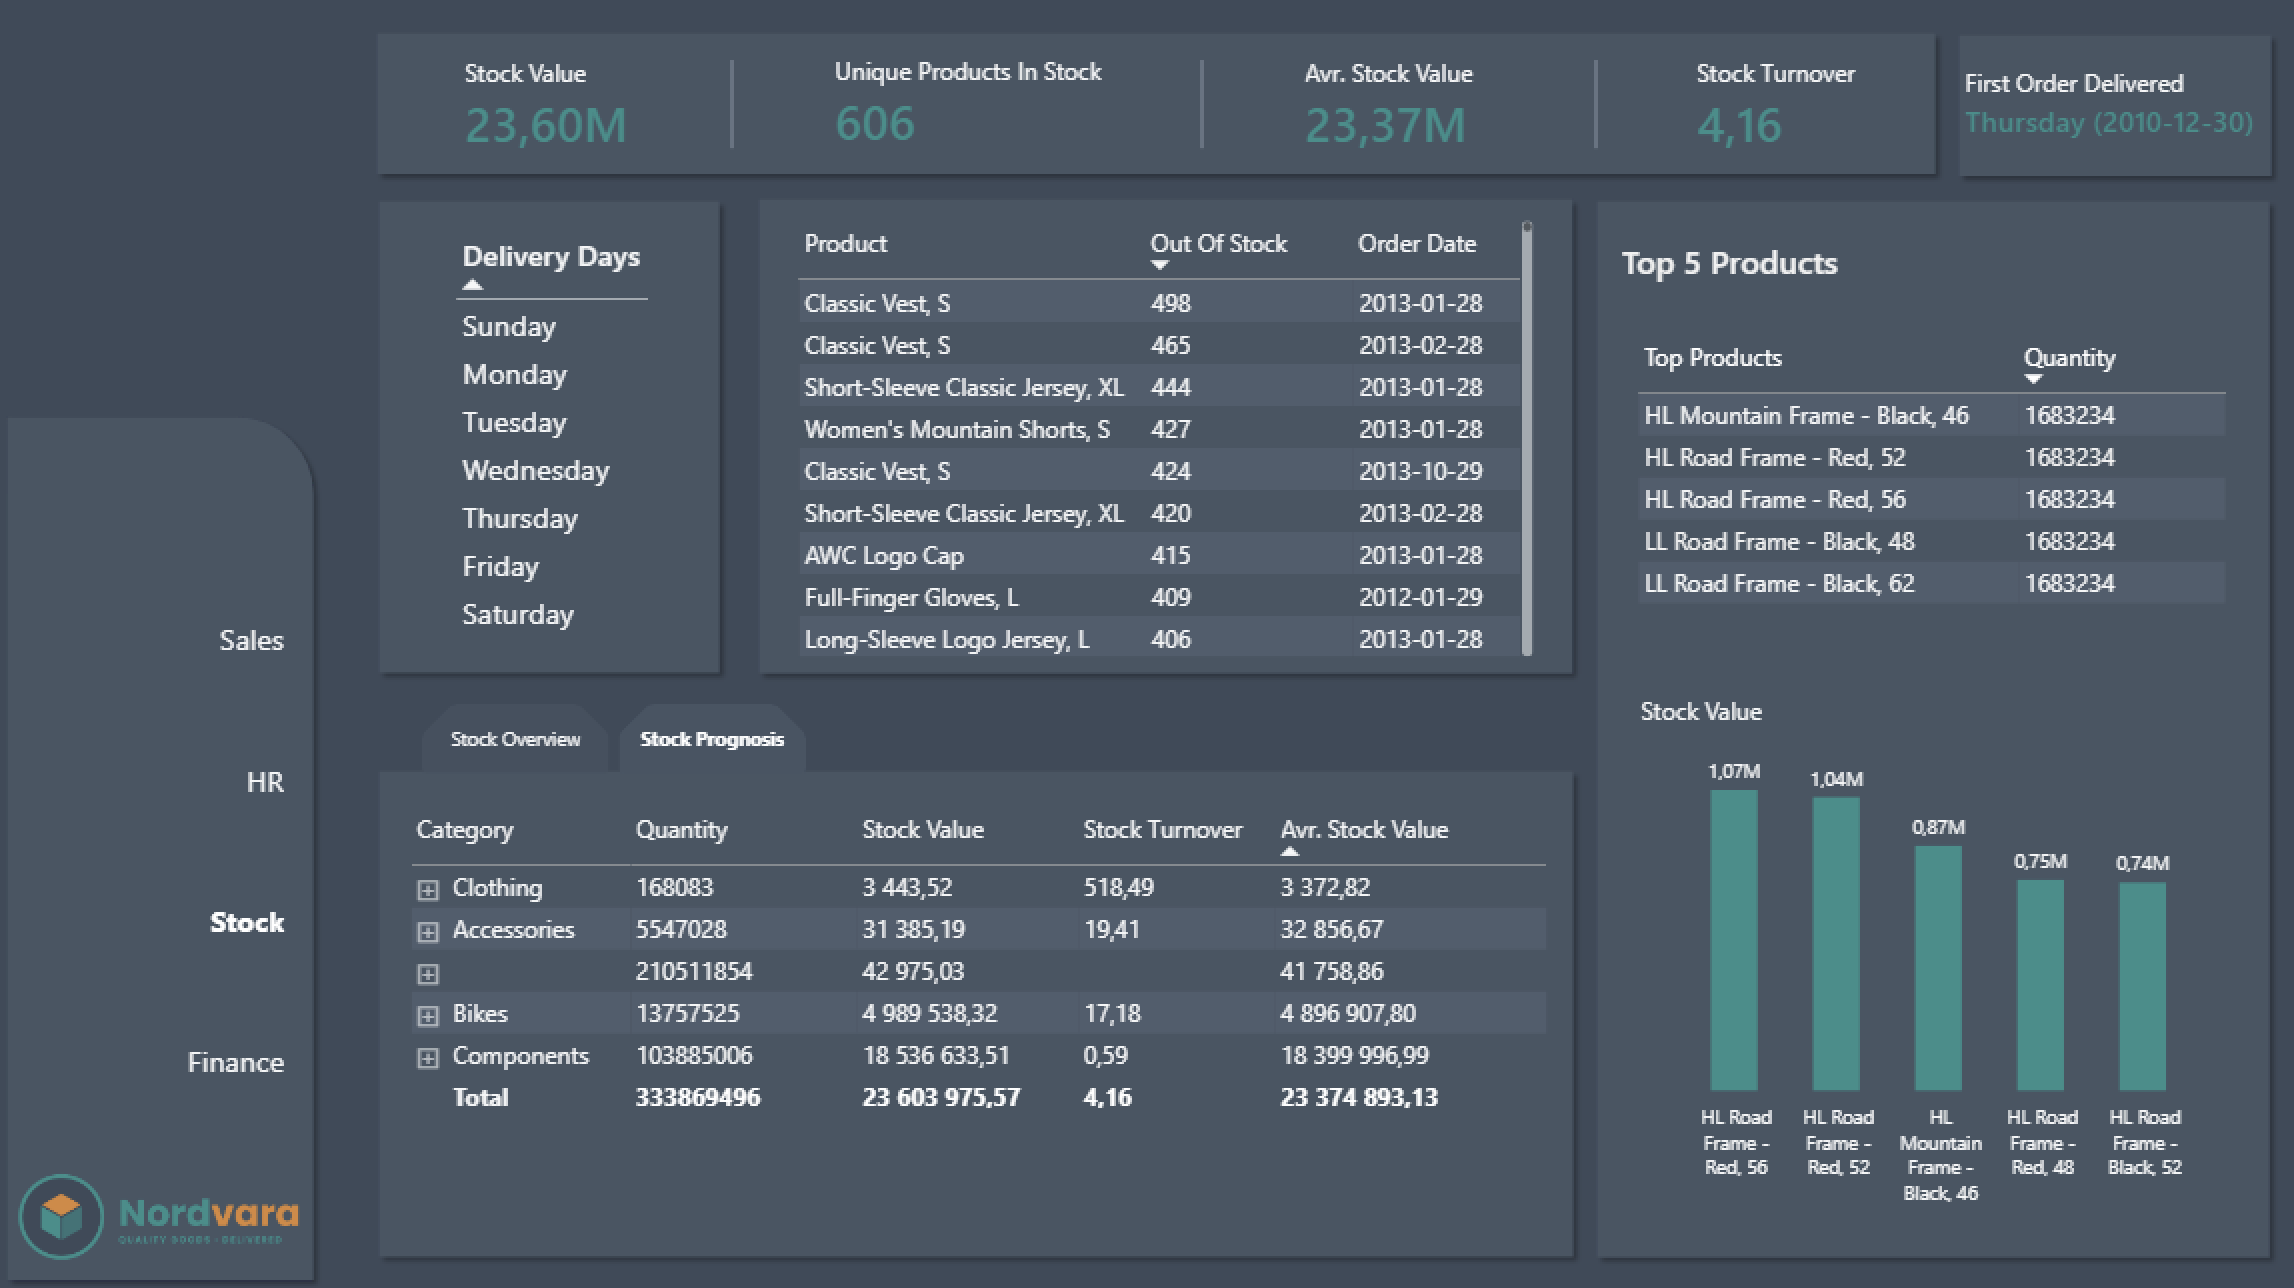 Stock Value
23,60M
Unique Products In Stock
606
Avr. Stock Value
23,37M
Stock Turnover
4,16
First Order Delivered
Thursday (2010-12-30)
Delivery Days
Sunday
Monday
Tuesday
Wednesday
Thursday
Friday
Saturday
Product Out Of Stock Order Date
Classic Vest, S 498 2013-01-28
Classic Vest, S 465 2013-02-28
Short-Sleeve Classic Jersey, XL 444 2013-01-28
Women's Mountain Shorts, S 427 2013-01-28
Classic Vest, S 424 2013-10-29
Short-Sleeve Classic Jersey, XL 420 2013-02-28
AWC Logo Cap 415 2013-01-28
Full-Finger Gloves, L 409 2012-01-29
Long-Sleeve Logo Jersey, L 406 2013-01-28
Top 5 Products
Top Products Quantity
HL Mountain Frame - Black, 46 1683234
HL Road Frame - Red, 52 1683234
HL Road Frame - Red, 56 1683234
LL Road Frame - Black, 48 1683234
LL Road Frame - Black, 62 1683234
Stock Value
1,07M
1,04M
0,87M
0,75M
0,74M
HL Road
Frame -
Red, 56
HL Road
Frame -
Red, 52
HL
Mountain
Frame -
Black, 46
HL Road
Frame -
Red, 48
HL Road
Frame -
Black, 52
Stock Overview
Stock Prognosis
Category Quantity Stock Value Stock Turnover Avr. Stock Value
Clothing 168083 3 443,52 518,49 3 372,82
Accessories 5547028 31 385,19 19,41 32 856,67
210511854 42 975,03 41 758,86
Bikes 13757525 4 989 538,32 17,18 4 896 907,80
Components 103885006 18 536 633,51 0,59 18 399 996,99
Total 333869496 23 603 975,57 4,16 23 374 893,13
Sales
HR
Stock
Finance
Nordvara
QUALITY GOODS - DELIVERED